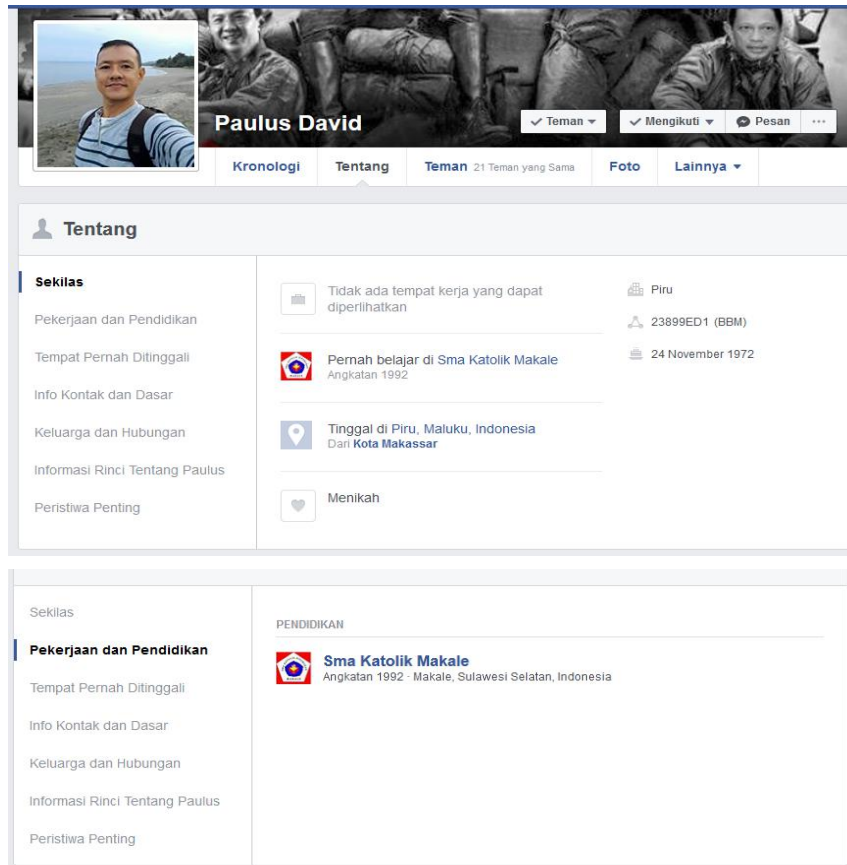 Paulus David
Teman
Mengikuti
Pesan
Kronologi
Tentang
Teman 21 Teman yang Sama
Foto
Lainnya
Tentang
Sekilas
Pekerjaan dan Pendidikan
Tempat Pernah Ditinggali
Info Kontak dan Dasar
Keluarga dan Hubungan
Informasi Rinci Tentang Paulus
Peristiwa Penting
Tidak ada tempat kerja yang dapat
diperlihatkan
Pernah belajar di Sma Katolik Makale
Angkatan 1992
Tinggal di Piru, Maluku, Indonesia
Dari Kota Makassar
Menikah
Piru
23899ED1 (BBM)
24 November 1972
Sekilas
Pekerjaan dan Pendidikan
Tempat Pernah Ditinggali
Info Kontak dan Dasar
Keluarga dan Hubungan
Informasi Rinci Tentang Paulus
Peristiwa Penting
PENDIDIKAN
Sma Katolik Makale
Angkatan 1992 · Makale, Sulawesi Selatan, Indonesia